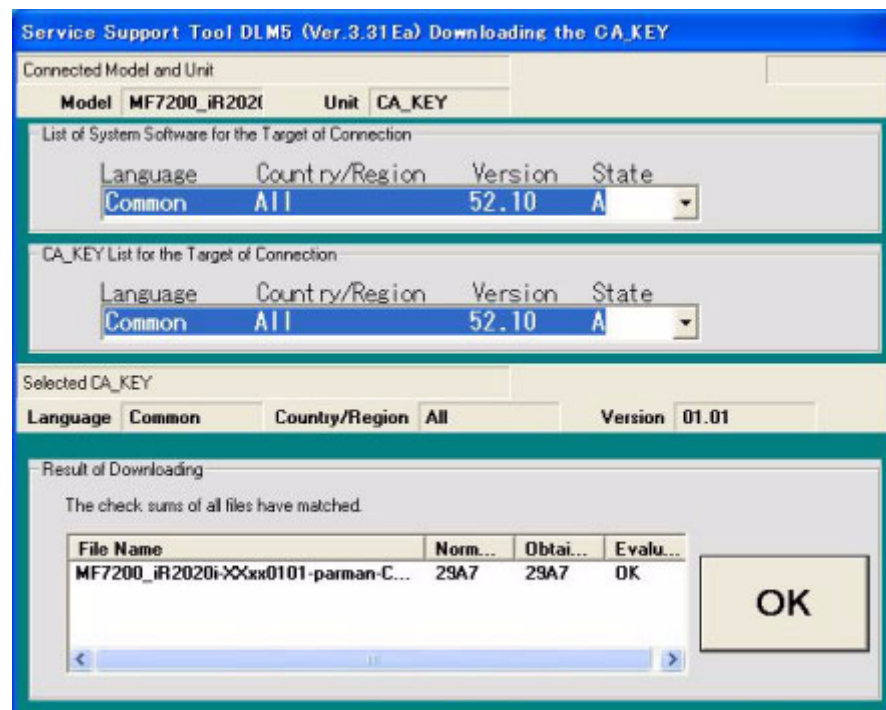 Service Support Tool DLM5 (Ver.3.31Ea) Downloading the CA_KEY
Connected Model and Unit
Model MF7200_iR202( Unit CA_KEY
List of System Software for the Target of Connection
Language Country/Region Version State
Common All 52.10 A
CA_KEY List for the Target of Connection
Language Country/Region Version State
Common All 52.10 A
Selected CA_KEY
Language Common Country/Region All Version 01.01
Result of Downloading
The check sums of all files have matched.
File Name Norm... Obtai... Evalu...
MF7200_iR2020i-XXxx0101-parman-C... 29A7 29A7 OK
OK